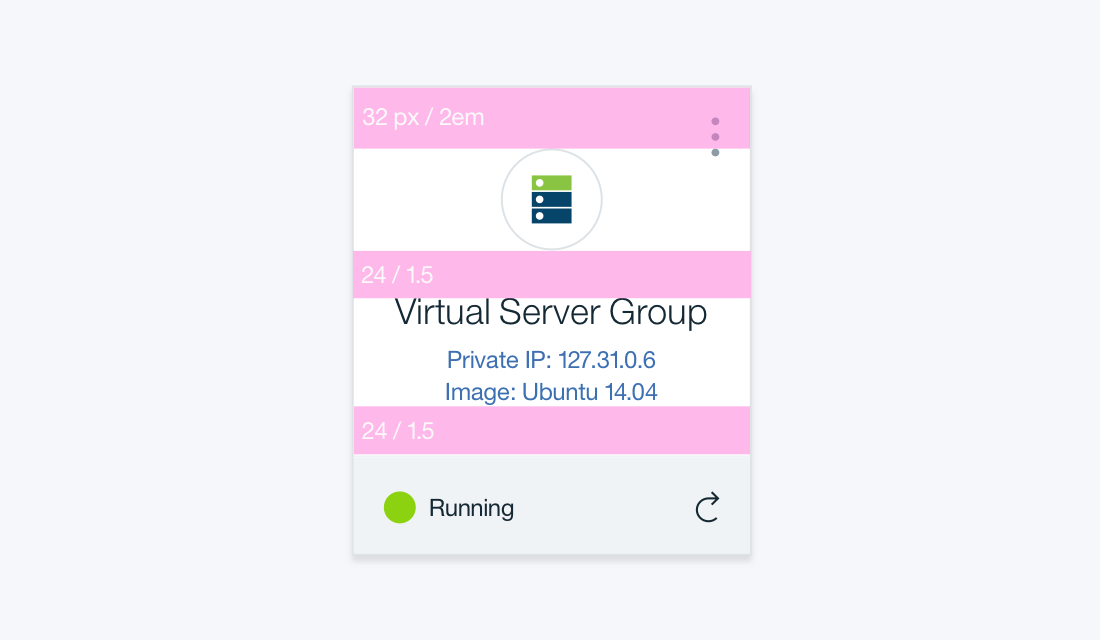 32 px / 2em
24 / 1.5
Virtual Server Group
Private IP: 127.31.0.6
Image: Ubuntu 14.04
24 / 1.5
Running